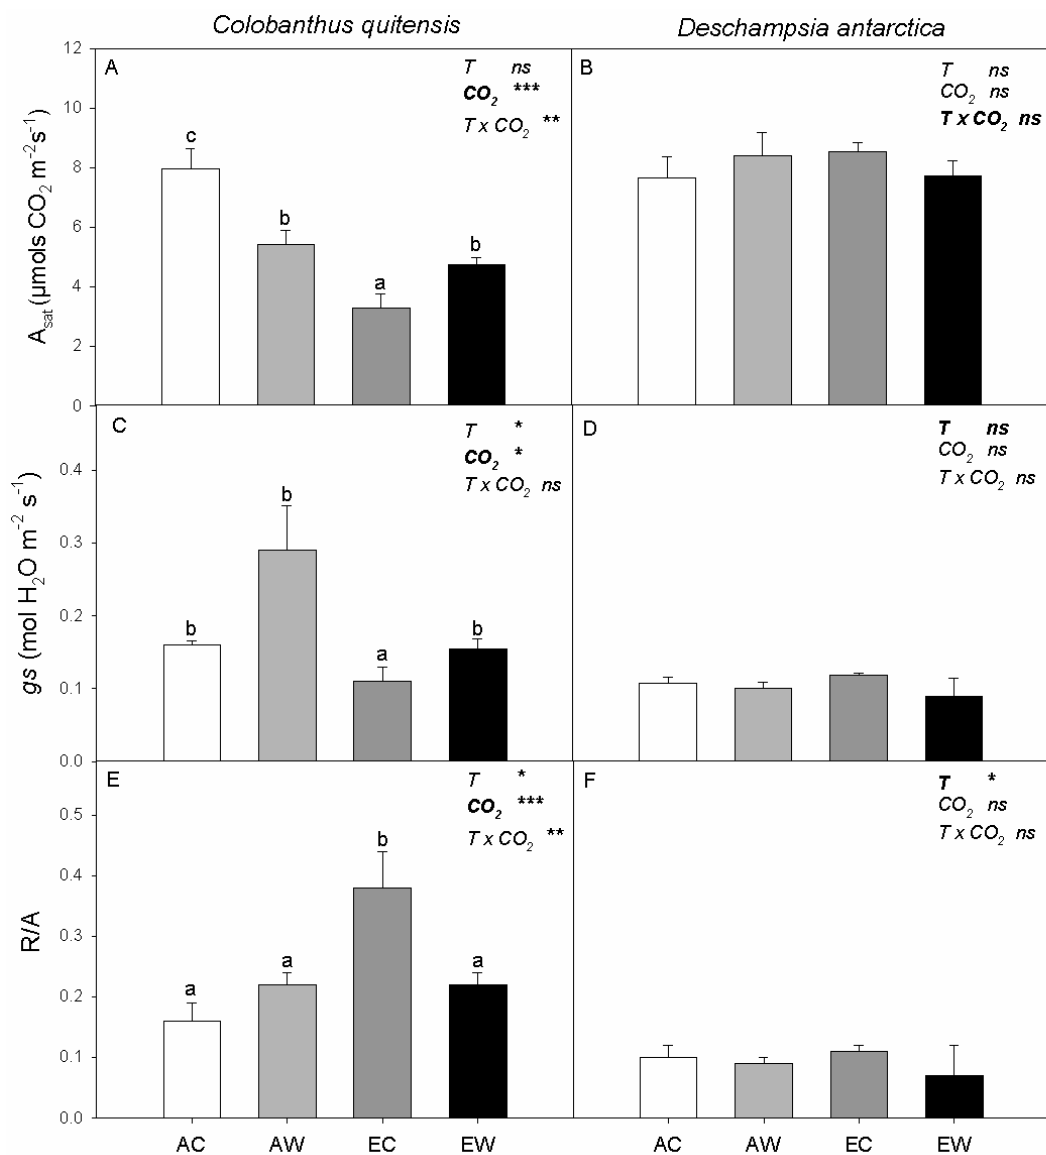 Colobanthus quitensis
Deschampsia antarctica
A
T ns
CO2 ***
T x CO2 **
c
b
a
b
12
10
8
6
4
2
0
Asat (µmols CO2 m-2s-1)
B
T ns
CO2 ns
T x CO2 ns
C
T *
CO2 *
T x CO2 ns
b
b
a
b
0.4
0.3
0.2
0.1
0.0
gs (mol H2O m-2 s-1)
D
T ns
CO2 ns
T x CO2 ns
E
T *
CO2 ***
T x CO2 **
a
a
b
a
0.5
0.4
0.3
0.2
0.1
0.0
R/A
F
T *
CO2 ns
T x CO2 ns
AC AW EC EW
AC AW EC EW